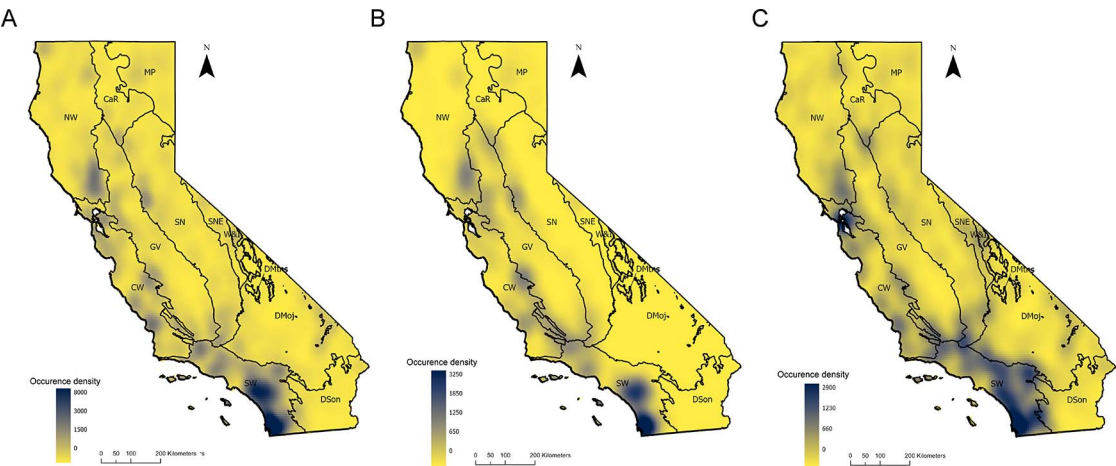 A
N
MP
CaR
NW
SN
SNE
W&I
GV
DMtns
CW
DMoj
SW
DSon
Occurence density
8000
3000
1500
0
0 50 100 200 Kilometers
B
N
MP
CaR
NW
SN
SNE
W&I
GV
DMtns
CW
DMoj
SW
DSon
Occurence density
3250
1850
1250
650
0
0 50 100 200 Kilometers
C
N
MP
CaR
NW
SN
SNE
W&I
GV
DMtns
CW
DMoj
SW
DSon
Occurence density
2900
1230
660
0
0 50 100 200 Kilometers